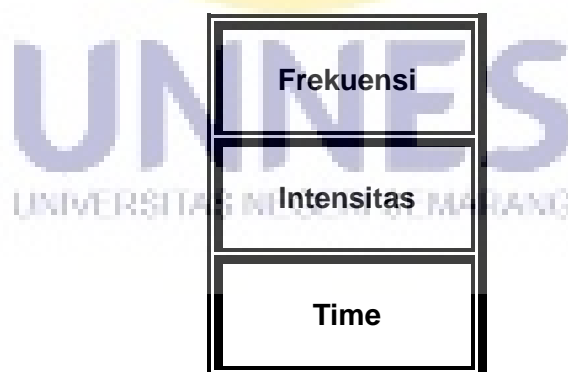 UNNES
Frekuensi
UNIVERSITAS NEGERI SEMARANG
Intensitas
Time